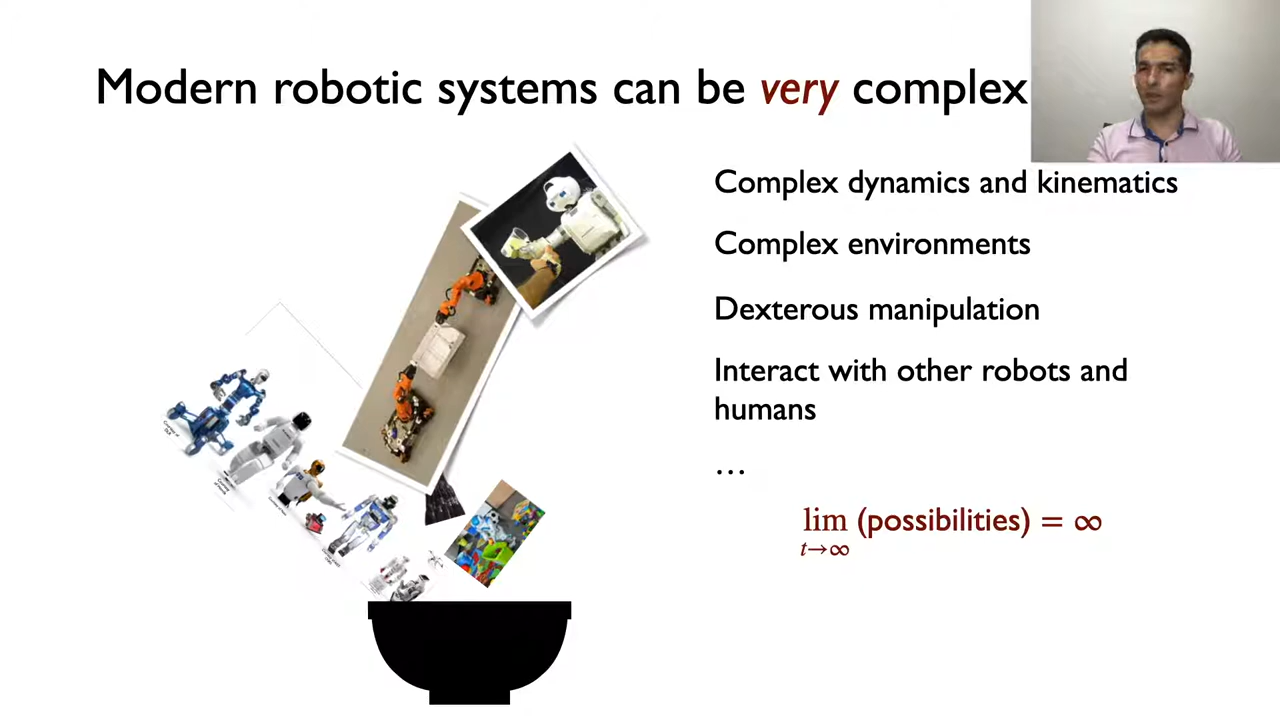 Modern robotic systems can be very complex
Complex dynamics and kinematics
Complex environments
Dexterous manipulation
Interact with other robots and
humans
…
lim (possibilities) = ∞
t→∞